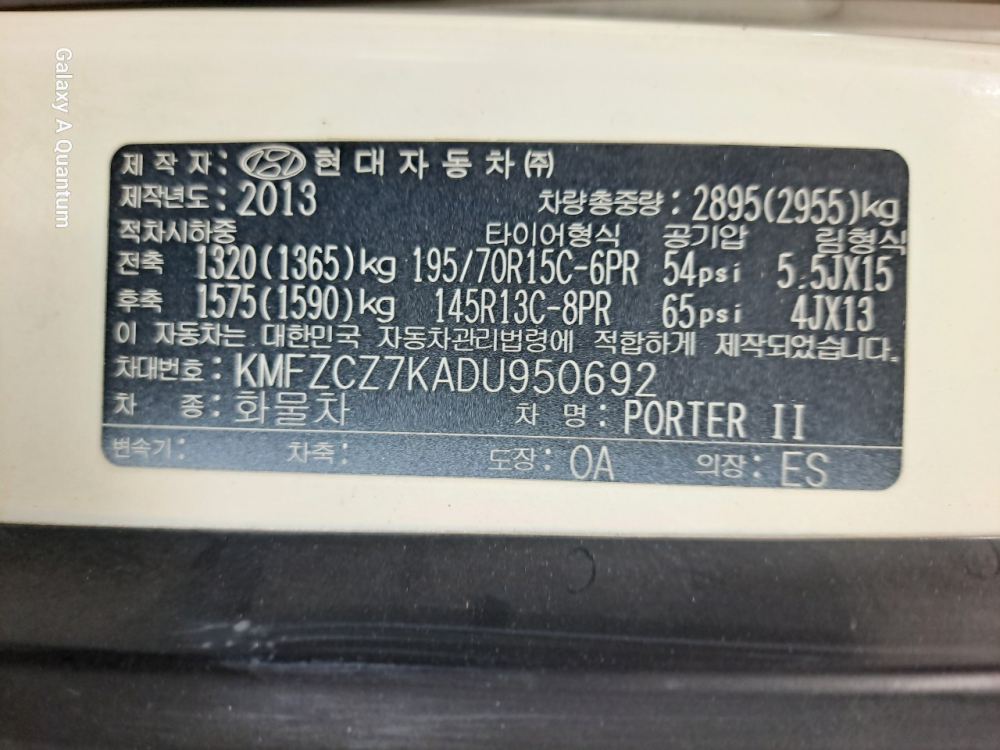 제 작 자 : 현대자동차㈜
제작년도 : 2013 차량총중량 : 2895(2955)kg
적차시하중 타이어형식 공기압 림형식
전축 1320(1365)kg 195/70R15C-6PR 54psi 5.5JX15
후축 1575(1590)kg 145R13C-8PR 65psi 4JX13
이 자동차는 대한민국 자동차관리법령에 적합하게 제작되었습니다.
차대번호 : KMFZCZ7KADU950692
차 종 : 화물차 차 명 : PORTER II
변속기 : 차축 : 도장 : OA 의장 : ES
Galaxy A Quantum